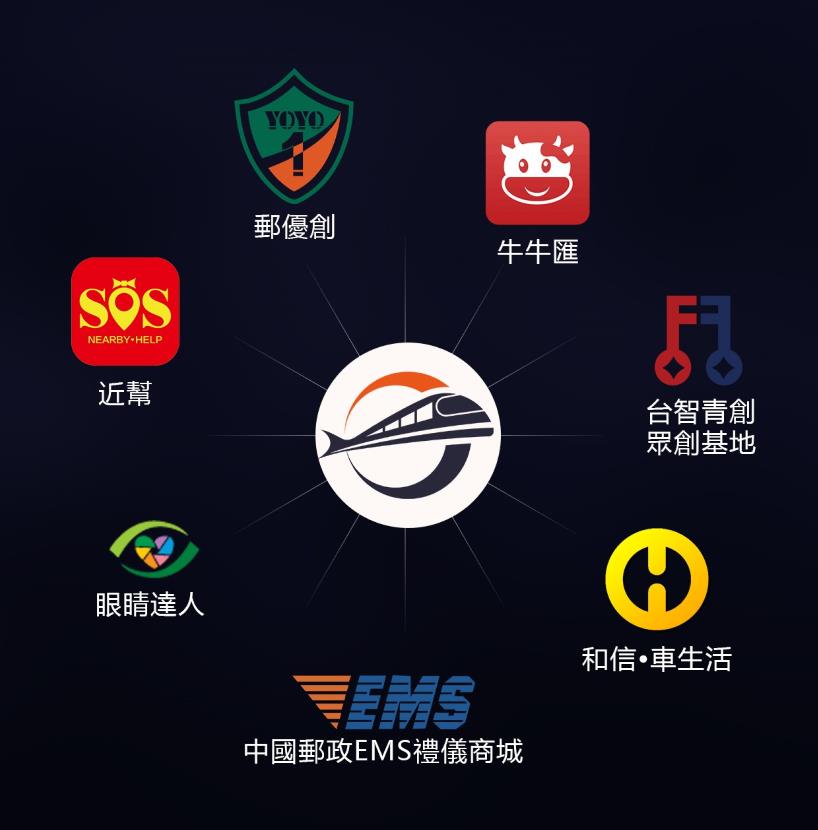 YOYO
1
郵優創
牛牛匯
SOS
NEARBY•HELP
近幫
台智青創
眾創基地
眼睛達人
和信•車生活
EMS
中國郵政EMS禮儀商城